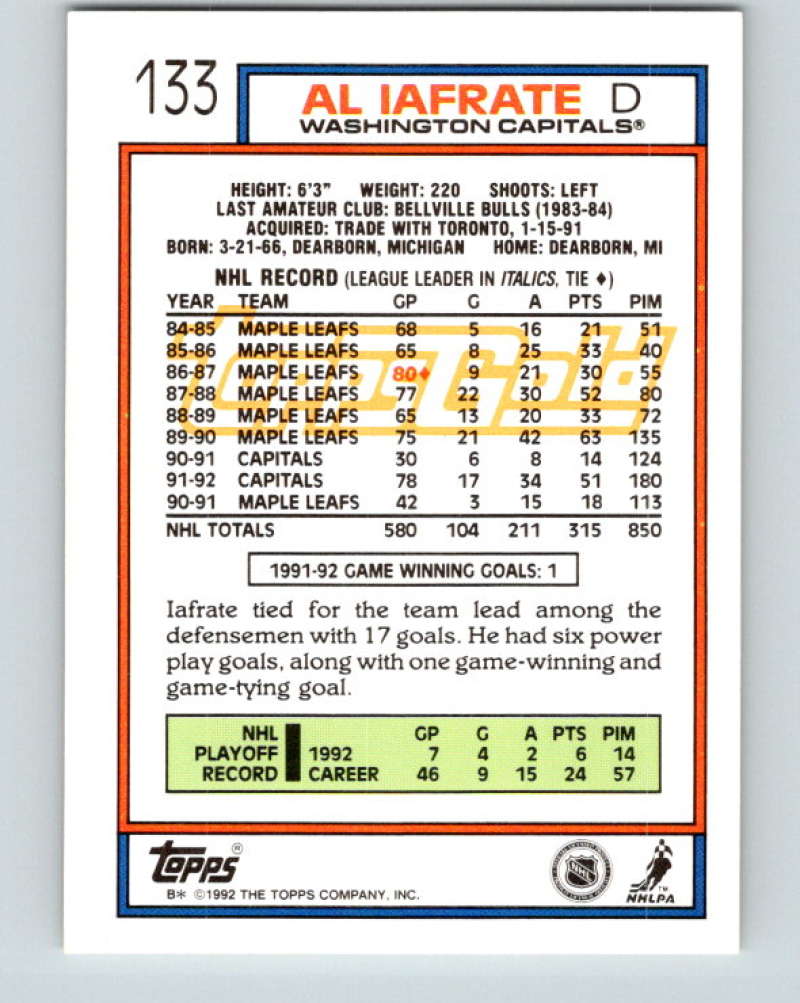 133
AL IAFRATE D
WASHINGTON CAPITALS®
HEIGHT: 6'3" WEIGHT: 220 SHOOTS: LEFT
LAST AMATEUR CLUB: BELLVILLE BULLS (1983-84)
ACQUIRED: TRADE WITH TORONTO, 1-15-91
BORN: 3-21-66, DEARBORN, MICHIGAN HOME: DEARBORN, MI
NHL RECORD (LEAGUE LEADER IN ITALICS, TIE ♦)
YEAR TEAM GP G A PTS PIM
84-85 MAPLE LEAFS 68 5 16 21 51
85-86 MAPLE LEAFS 65 8 25 33 40
86-87 MAPLE LEAFS 80♦ 9 21 30 55
87-88 MAPLE LEAFS 77 22 30 52 80
88-89 MAPLE LEAFS 65 13 20 33 72
89-90 MAPLE LEAFS 75 21 42 63 135
90-91 CAPITALS 30 6 8 14 124
91-92 CAPITALS 78 17 34 51 180
90-91 MAPLE LEAFS 42 3 15 18 113
NHL TOTALS 580 104 211 315 850
ToppsGold
1991-92 GAME WINNING GOALS: 1
Iafrate tied for the team lead among the
defensemen with 17 goals. He had six power
play goals, along with one game-winning and
game-tying goal.
NHL GP G A PTS PIM
PLAYOFF 1992 7 4 2 6 14
RECORD CAREER 46 9 15 24 57
TOPPS®
B* ©1992 THE TOPPS COMPANY, INC.
NHL
TM
NHLPA